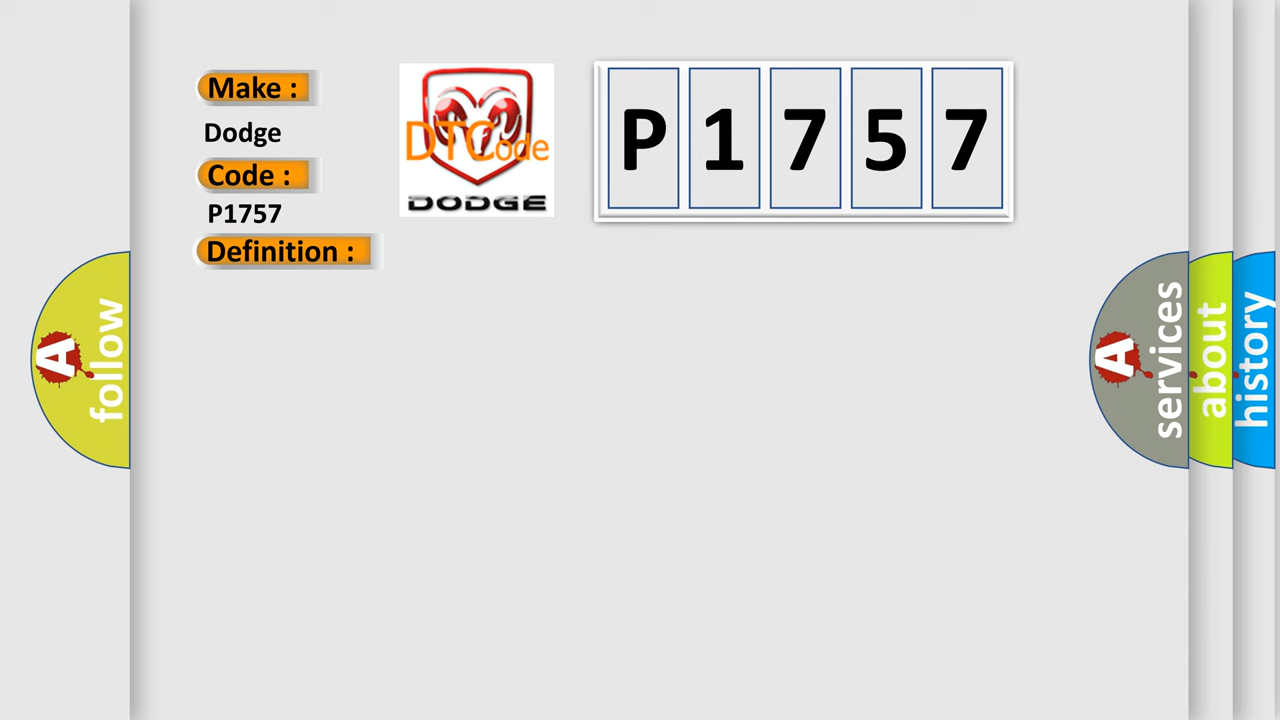 Make :
Dodge
Code :
P1757
Definition :
DTCode
DODGE
P 1 7 5 7
A follow
A services
about
history